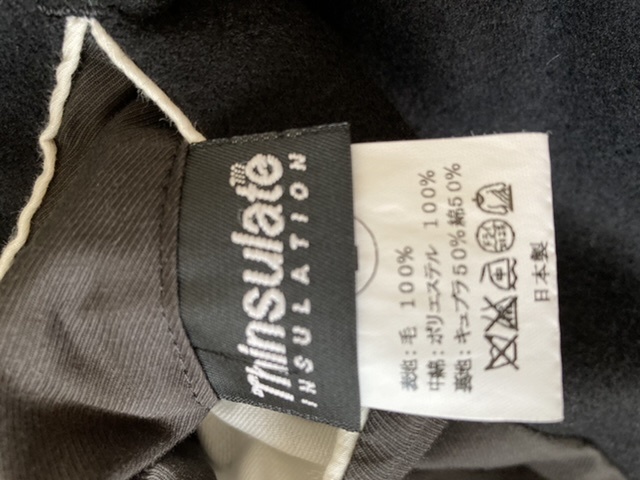 3M
Thinsulate
INSULATION
表地：毛 100%
中綿：ポリエステル 100%
裏地：キュプラ50%綿50%
日本製